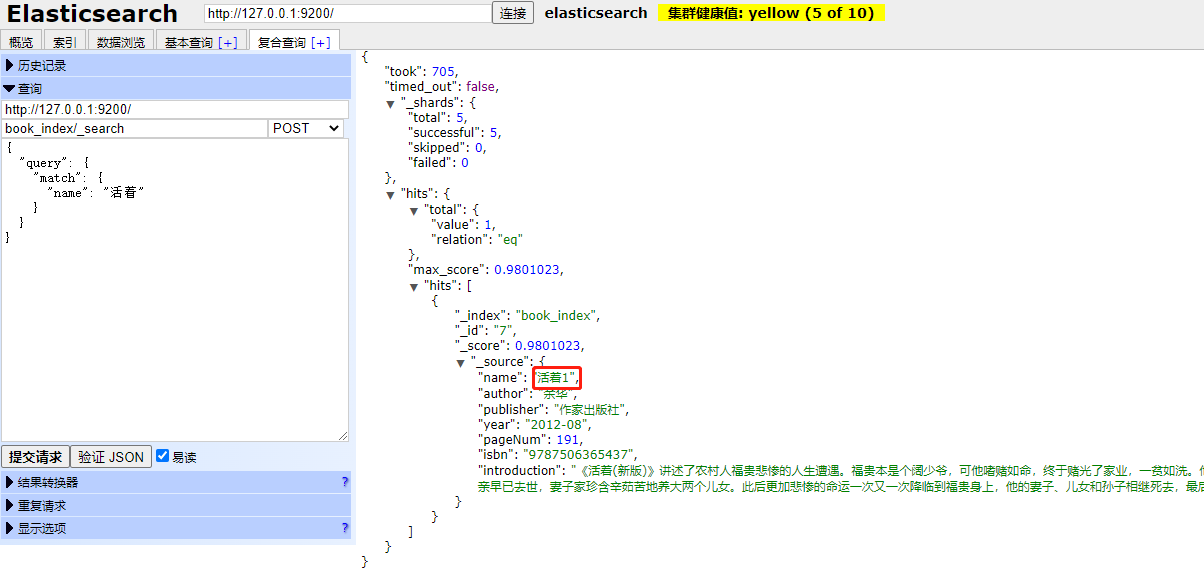 Elasticsearch http://127.0.0.1:9200/ 连接 elasticsearch 集群健康值: yellow (5 of 10)
概览 索引 数据浏览 基本查询 [+] 复合查询 [+]
历史记录
查询
http://127.0.0.1:9200/
book_index/_search POST
{
"query": {
"match": {
"name": "活着"
}
}
}
提交请求 验证 JSON 易读
结果转换器 ?
重复请求
显示选项 ?
{
"took": 705,
"timed_out": false,
"_shards": {
"total": 5,
"successful": 5,
"skipped": 0,
"failed": 0
},
"hits": {
"total": {
"value": 1,
"relation": "eq"
},
"max_score": 0.9801023,
"hits": [
{
"_index": "book_index",
"_id": "7",
"_score": 0.9801023,
"_source": {
"name": "活着1",
"author": "余华",
"publisher": "作家出版社",
"year": "2012-08",
"pageNum": 191,
"isbn": "9787506365437",
"introduction": "《活着(新版)》讲述了农村人福贵悲惨的人生遭遇。福贵本是个阔少爷，可他嗜赌如命，终于赌光了家业，一贫如洗。
亲早已去世，妻子家珍含辛茹苦地养大两个儿女。此后更加悲惨的命运一次又一次降临到福贵身上，他的妻子、儿女和孙子相继死去，最后
}
}
]
}
}